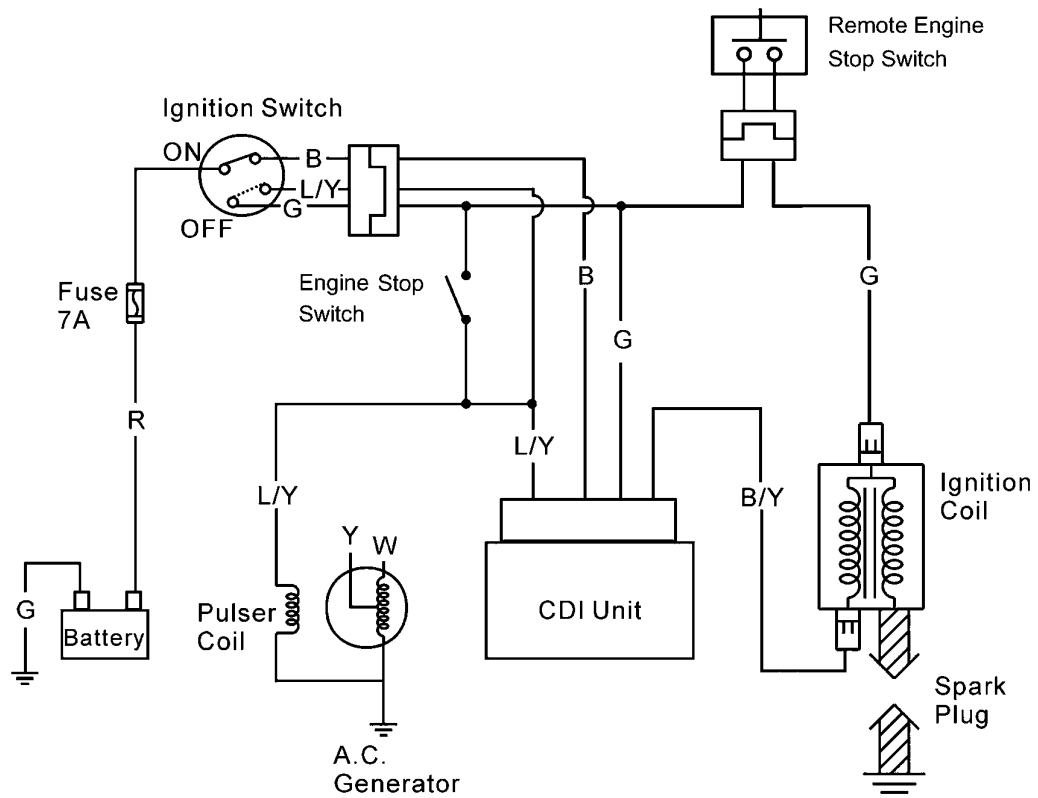 Remote Engine
Stop Switch
Ignition Switch
ON
B
L/Y
G
OFF
Engine Stop
Switch
B
G
Fuse
7A
G
R
L/Y
L/Y
B/Y
Ignition
Coil
Y
W
G
Battery
Pulser
Coil
CDI Unit
Spark
Plug
A.C.
Generator